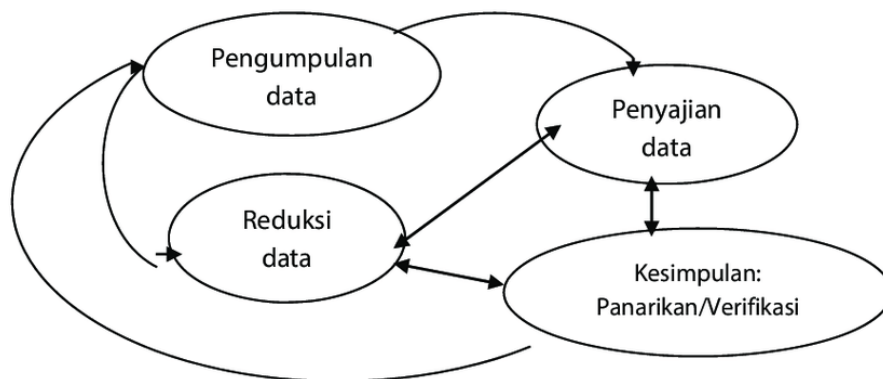 Pengumpulan
data
Penyajian
data
Reduksi
data
Kesimpulan:
Panarikan/Verifikasi